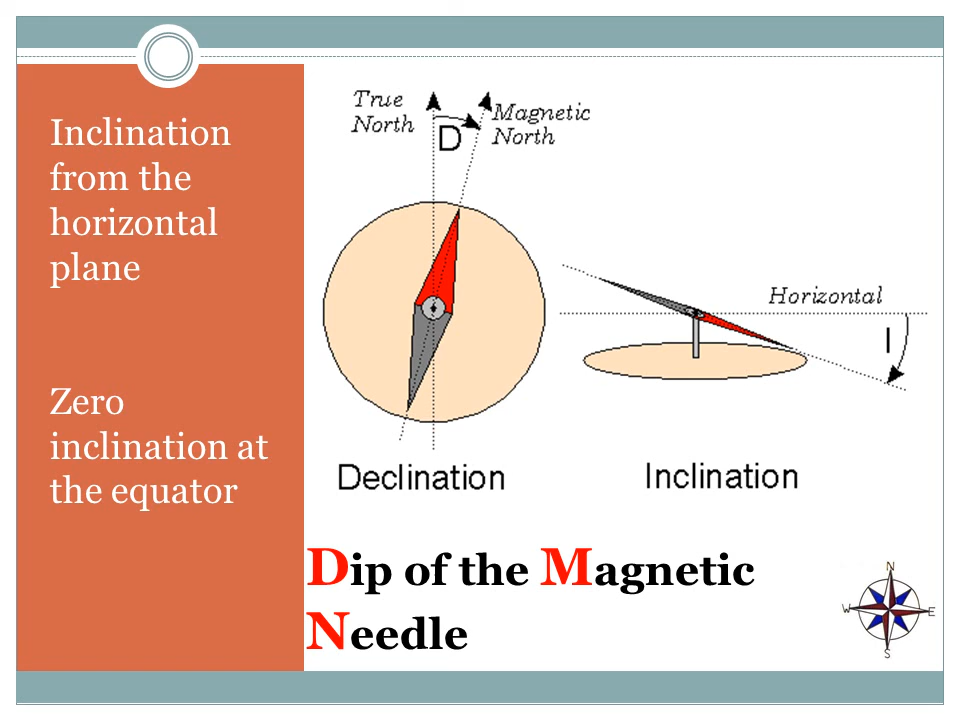 Inclination
from the
horizontal
plane
Zero
inclination at
the equator
True
North
D
Magnetic
North
Horizontal
I
Declination
Inclination
Dip of the Magnetic
Needle
N
W
E
S